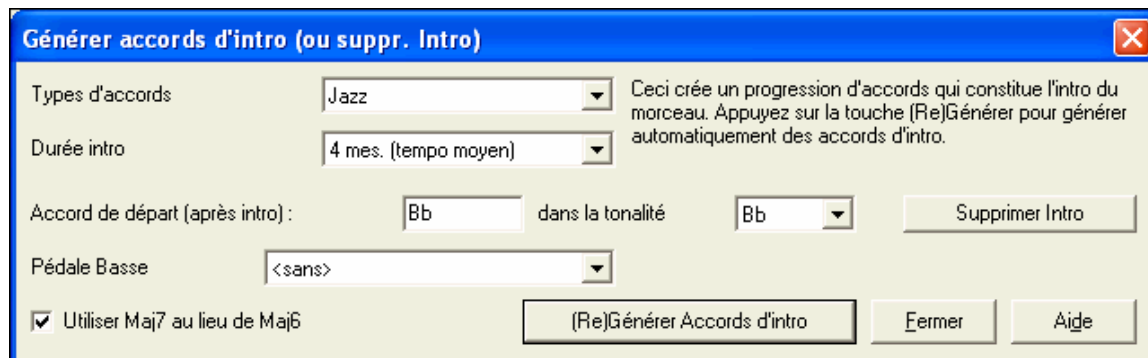 Générer accords d'intro (ou suppr. Intro)
Types d'accords
Jazz
Ceci crée un progression d'accords qui constitue l'intro du
morceau. Appuyez sur la touche (Re)Générer pour générer
automatiquement des accords d'intro.
Durée intro
4 mes. (tempo moyen)
Accord de départ (après intro) :
Bb
dans la tonalité
Bb
Supprimer Intro
Pédale Basse
<sans>
Utiliser Maj7 au lieu de Maj6
(Re)Générer Accords d'intro
Fermer
Aide